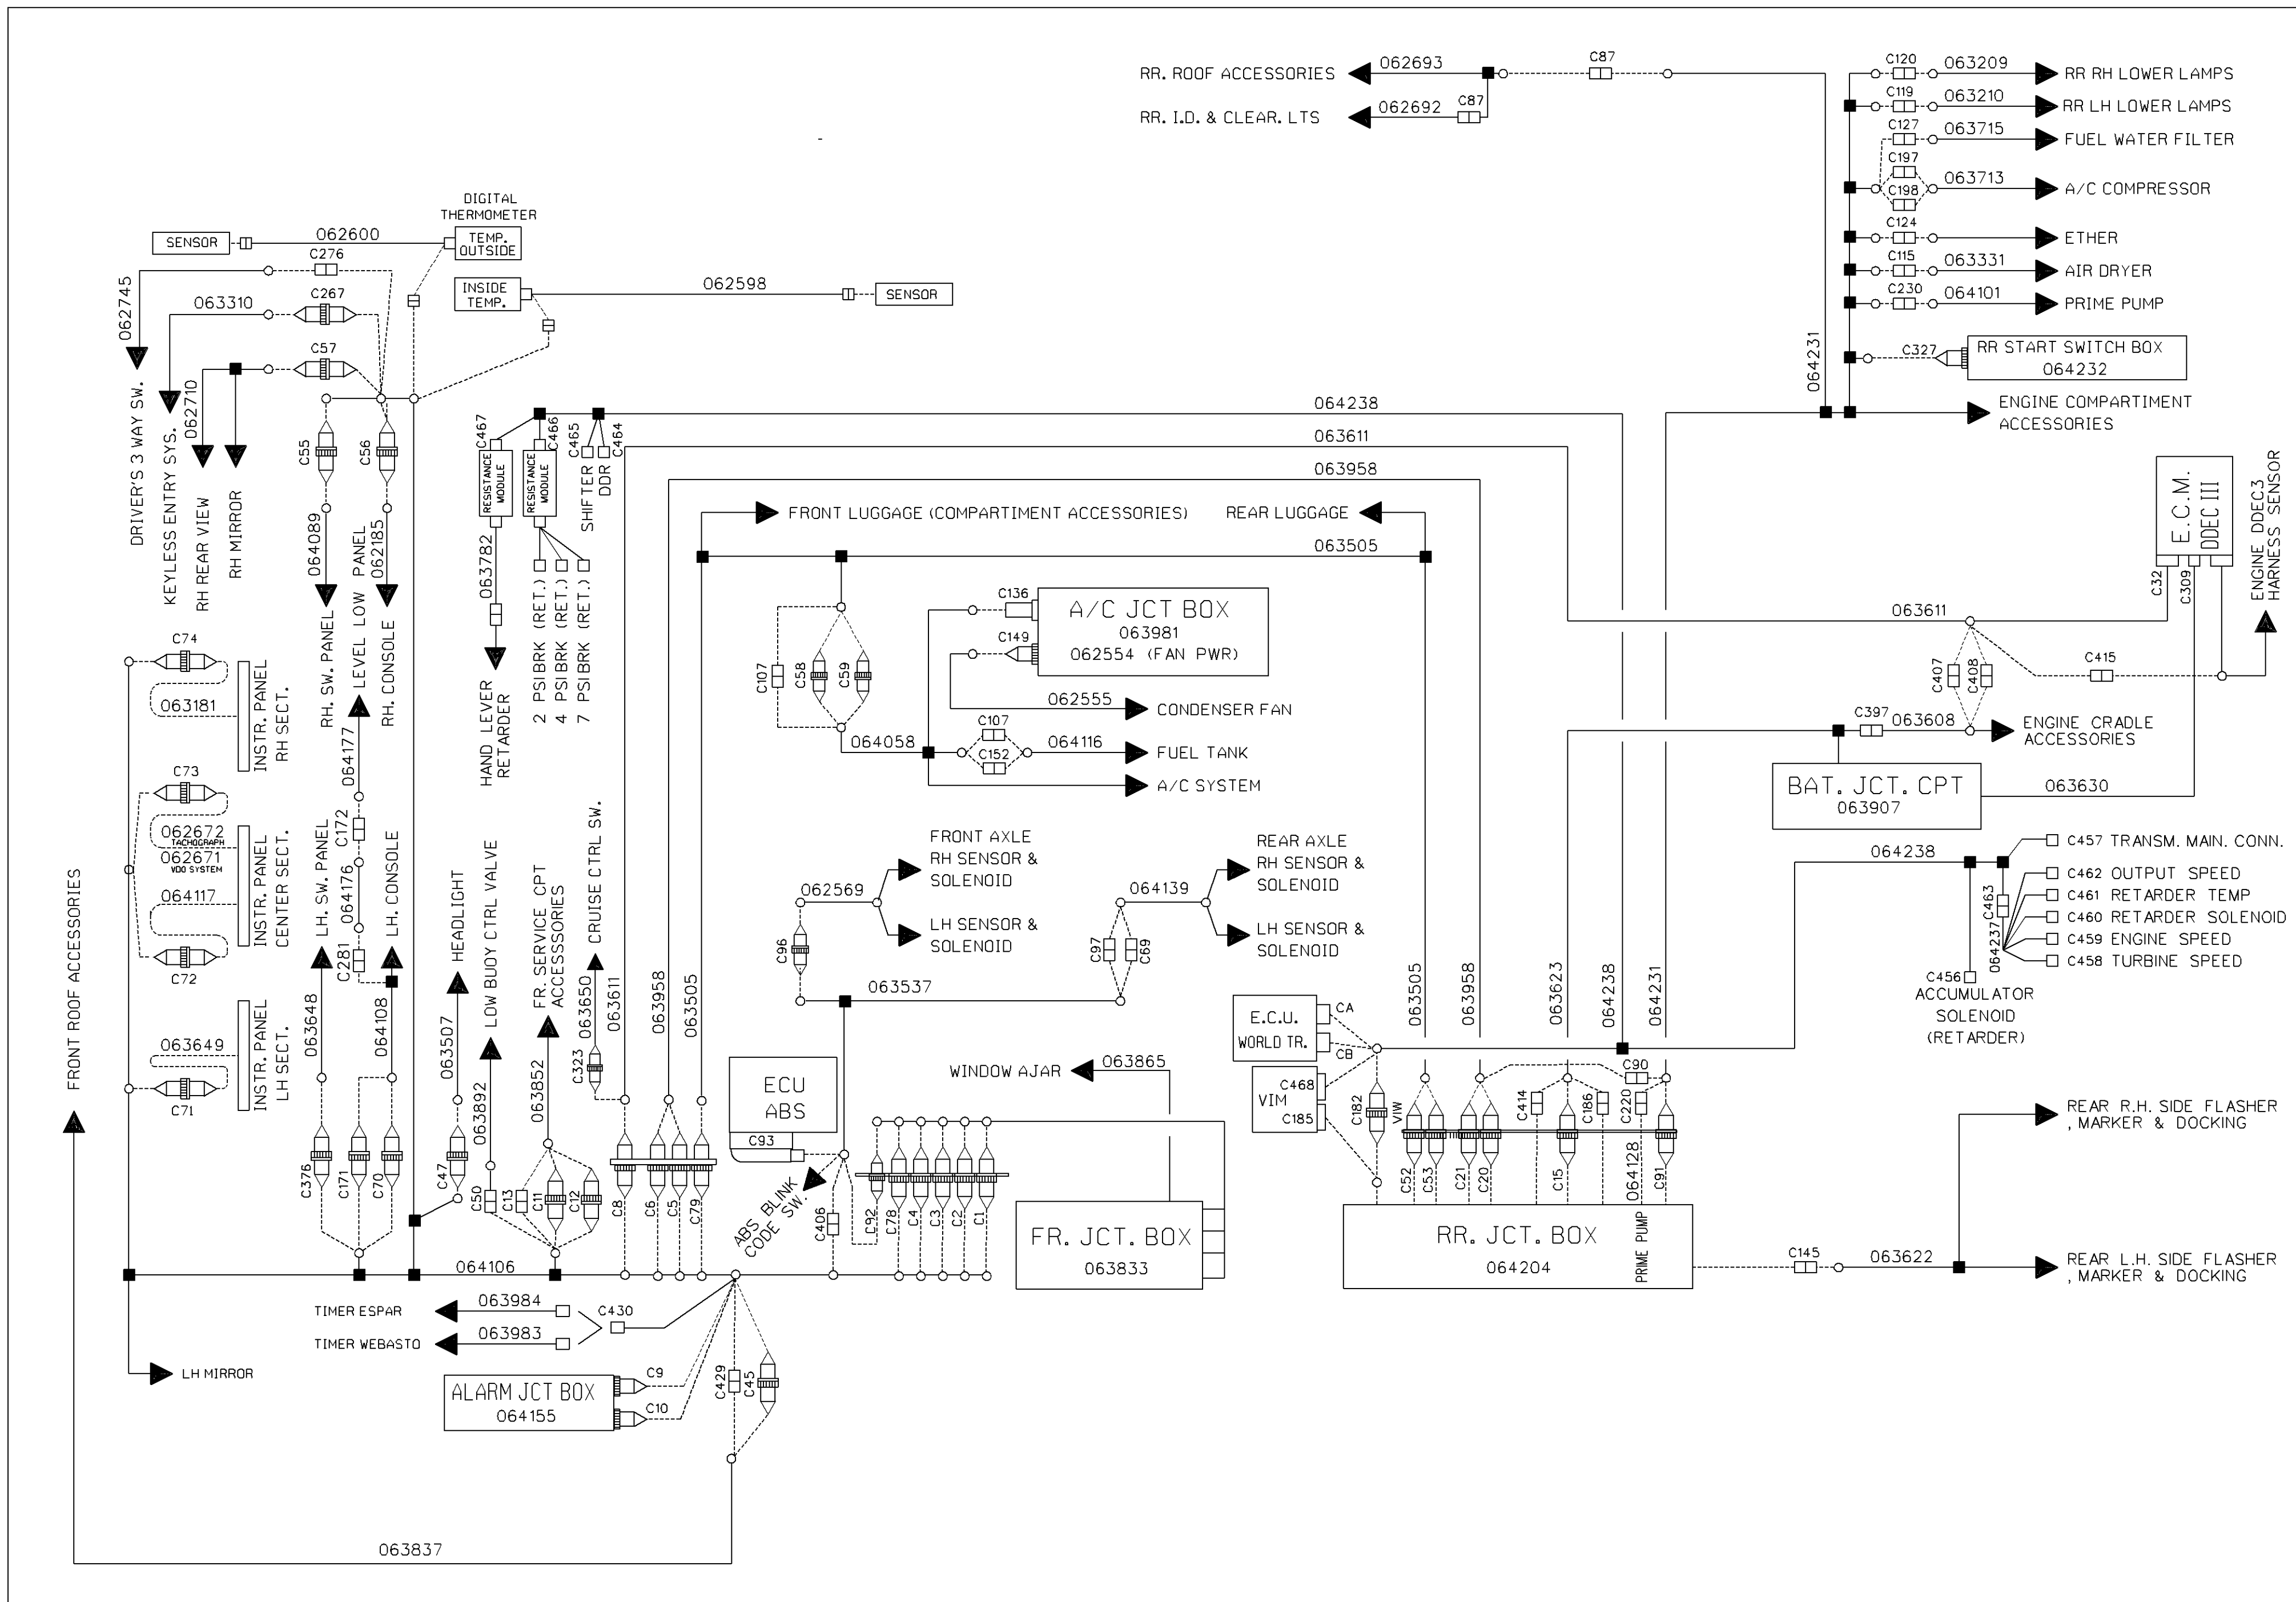 RR. ROOF ACCESSORIES
062693
C87
RR. I.D. & CLEAR. LTS
062692
C87
C120
063209
RR RH LOWER LAMPS
C119
063210
RR LH LOWER LAMPS
C127
063715
FUEL WATER FILTER
C197
C198
063713
A/C COMPRESSOR
C124
ETHER
C115
063331
AIR DRYER
C230
064101
PRIME PUMP
C327
RR START SWITCH BOX
064232
064231
ENGINE COMPARTIMENT
ACCESSORIES
DIGITAL
THERMOMETER
SENSOR
062600
TEMP.
OUTSIDE
C276
INSIDE
TEMP.
062598
SENSOR
062745
063310
C267
C57
062710
DRIVER'S 3 WAY SW.
KEYLESS ENTRY SYS.
RH REAR VIEW
RH MIRROR
C55
C56
064089
062185
RH. SW. PANEL
LEVEL LOW PANEL
RH. CONSOLE
C467
C466
C465
C464
RESISTANCE
MODULE
RESISTANCE
MODULE
SHIFTER
DDR
063782
HAND LEVER
RETARDER
2 PSI BRK (RET.)
4 PSI BRK (RET.)
7 PSI BRK (RET.)
064238
063611
063958
FRONT LUGGAGE (COMPARTIMENT ACCESSORIES)
REAR LUGGAGE
063505
E.C.M.
DDEC III
C32
C309
ENGINE DDEC3
HARNESS SENSOR
C107
C58
C59
C136
A/C JCT BOX
063981
062554 (FAN PWR)
C149
062555
CONDENSER FAN
064058
C107
C152
064116
FUEL TANK
A/C SYSTEM
063611
C407
C408
C415
C397
063608
ENGINE CRADLE
ACCESSORIES
BAT. JCT. CPT
063907
063630
C74
063181
INSTR. PANEL
RH SECT.
C73
062672
TACHOGRAPH
062671
VDO SYSTEM
064117
C72
INSTR. PANEL
CENTER SECT.
063649
C71
INSTR. PANEL
LH SECT.
FRONT ROOF ACCESSORIES
064177
C172
064176
C281
LH. SW. PANEL
LH. CONSOLE
063648
064108
C376
C171
C70
HEADLIGHT
063507
C47
LOW BUOY CTRL VALVE
063892
C50
FR. SERVICE CPT
ACCESSSORIES
063852
C13
C11
C12
CRUISE CTRL SW.
063650
C323
063611
063958
063505
C8
C6
C5
C79
FRONT AXLE
RH SENSOR &
SOLENOID
062569
LH SENSOR &
SOLENOID
C96
REAR AXLE
RH SENSOR &
SOLENOID
064139
LH SENSOR &
SOLENOID
C97
C69
063537
ECU
ABS
C93
ABS BLINK
CODE SW.
C406
C92
C78
C4
C3
C2
C1
WINDOW AJAR
063865
FR. JCT. BOX
063833
E.C.U.
WORLD TR.
CA
CB
C468
VIM
C185
C182
VIW
063505
063958
063623
064238
064231
C90
C52
C53
C21
C20
C414
C15
C186
C220
064128
C91
RR. JCT. BOX
064204
PRIME PUMP
064238
C457 TRANSM. MAIN. CONN.
C462 OUTPUT SPEED
C461 RETARDER TEMP
C460 RETARDER SOLENOID
C459 ENGINE SPEED
C458 TURBINE SPEED
C463
064237
C456
ACCUMULATOR
SOLENOID
(RETARDER)
REAR R.H. SIDE FLASHER
, MARKER & DOCKING
C145
063622
REAR L.H. SIDE FLASHER
, MARKER & DOCKING
064106
TIMER ESPAR
063984
C430
TIMER WEBASTO
063983
LH MIRROR
ALARM JCT BOX
064155
C9
C10
C429
C45
063837